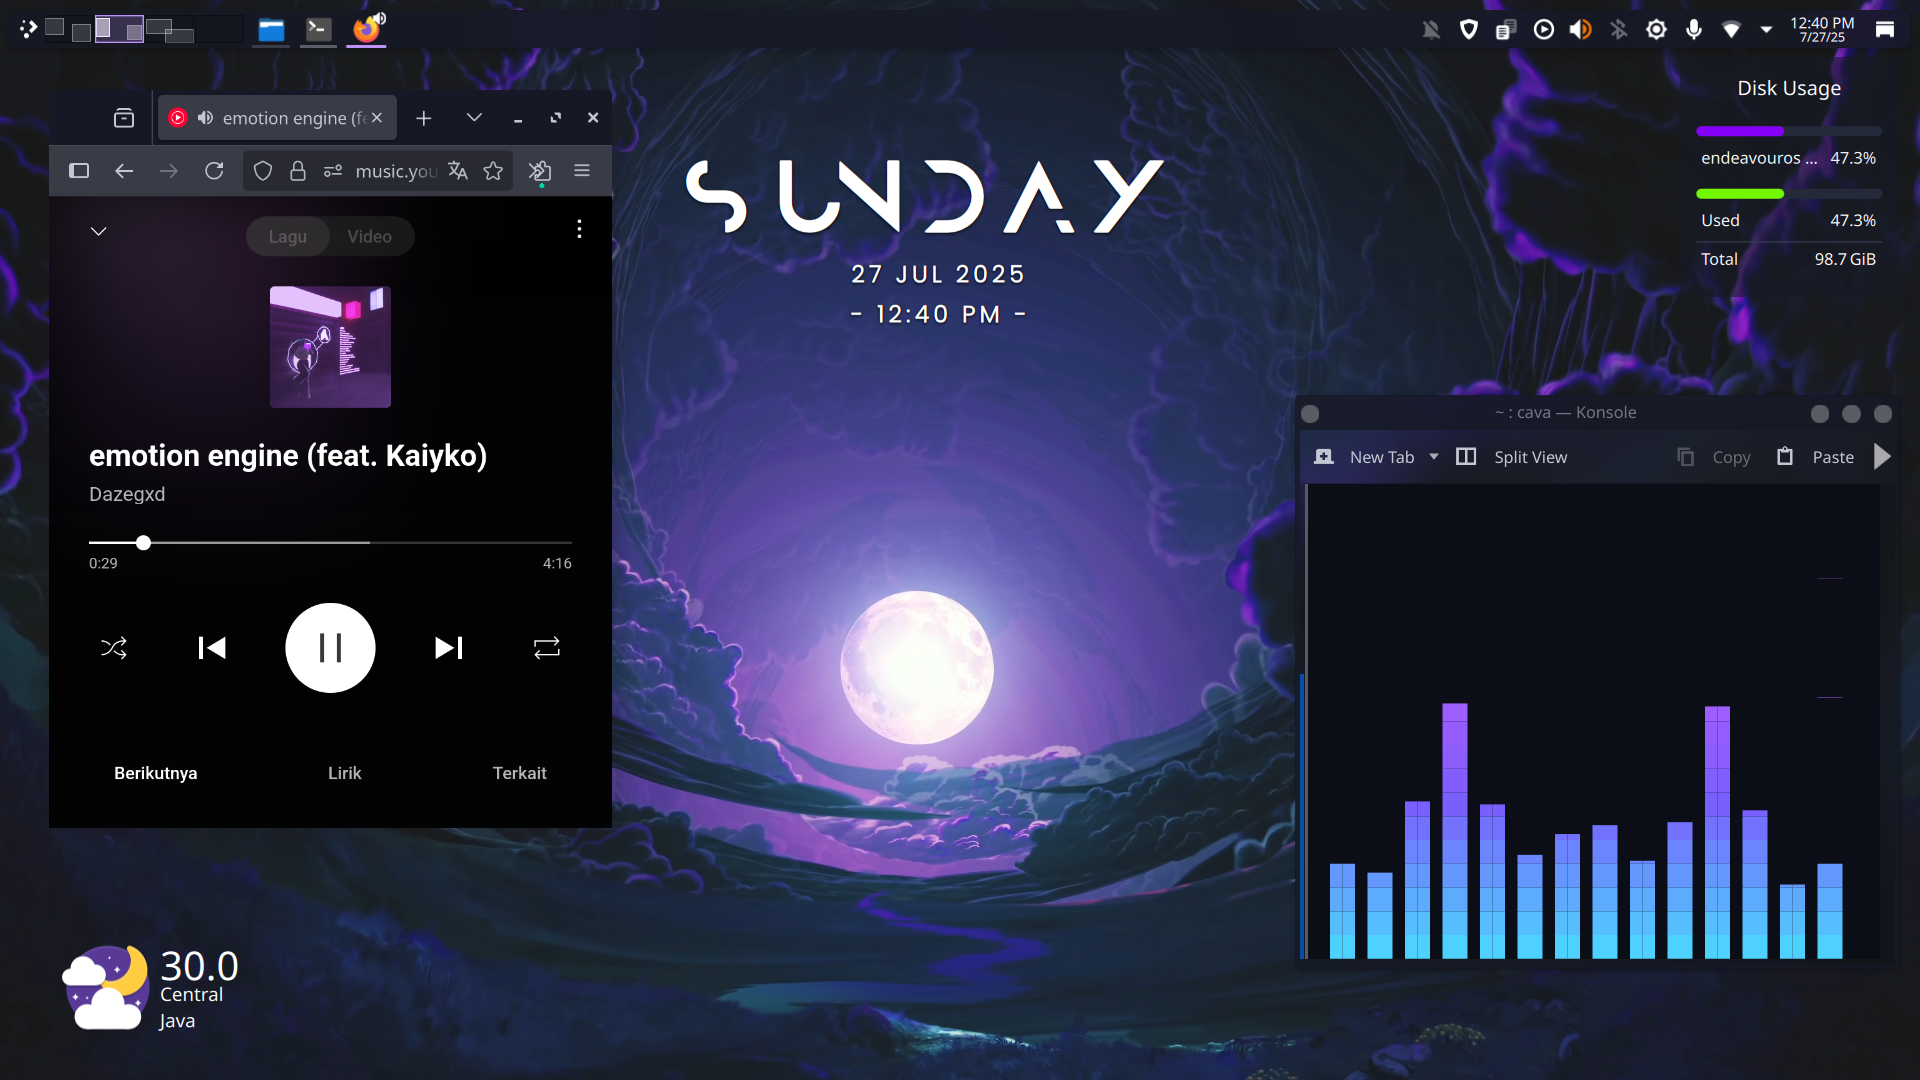 12:40 PM
7/27/25
emotion engine (fe
music.you
Lagu
Video
emotion engine (feat. Kaiyko)
Dazegxd
0:29
4:16
Berikutnya
Lirik
Terkait
SUNDAY
27 JUL 2025
- 12:40 PM -
Disk Usage
endeavouros ... 47.3%
Used 47.3%
Total 98.7 GiB
~ : cava — Konsole
New Tab
Split View
Copy
Paste
30.0
Central
Java